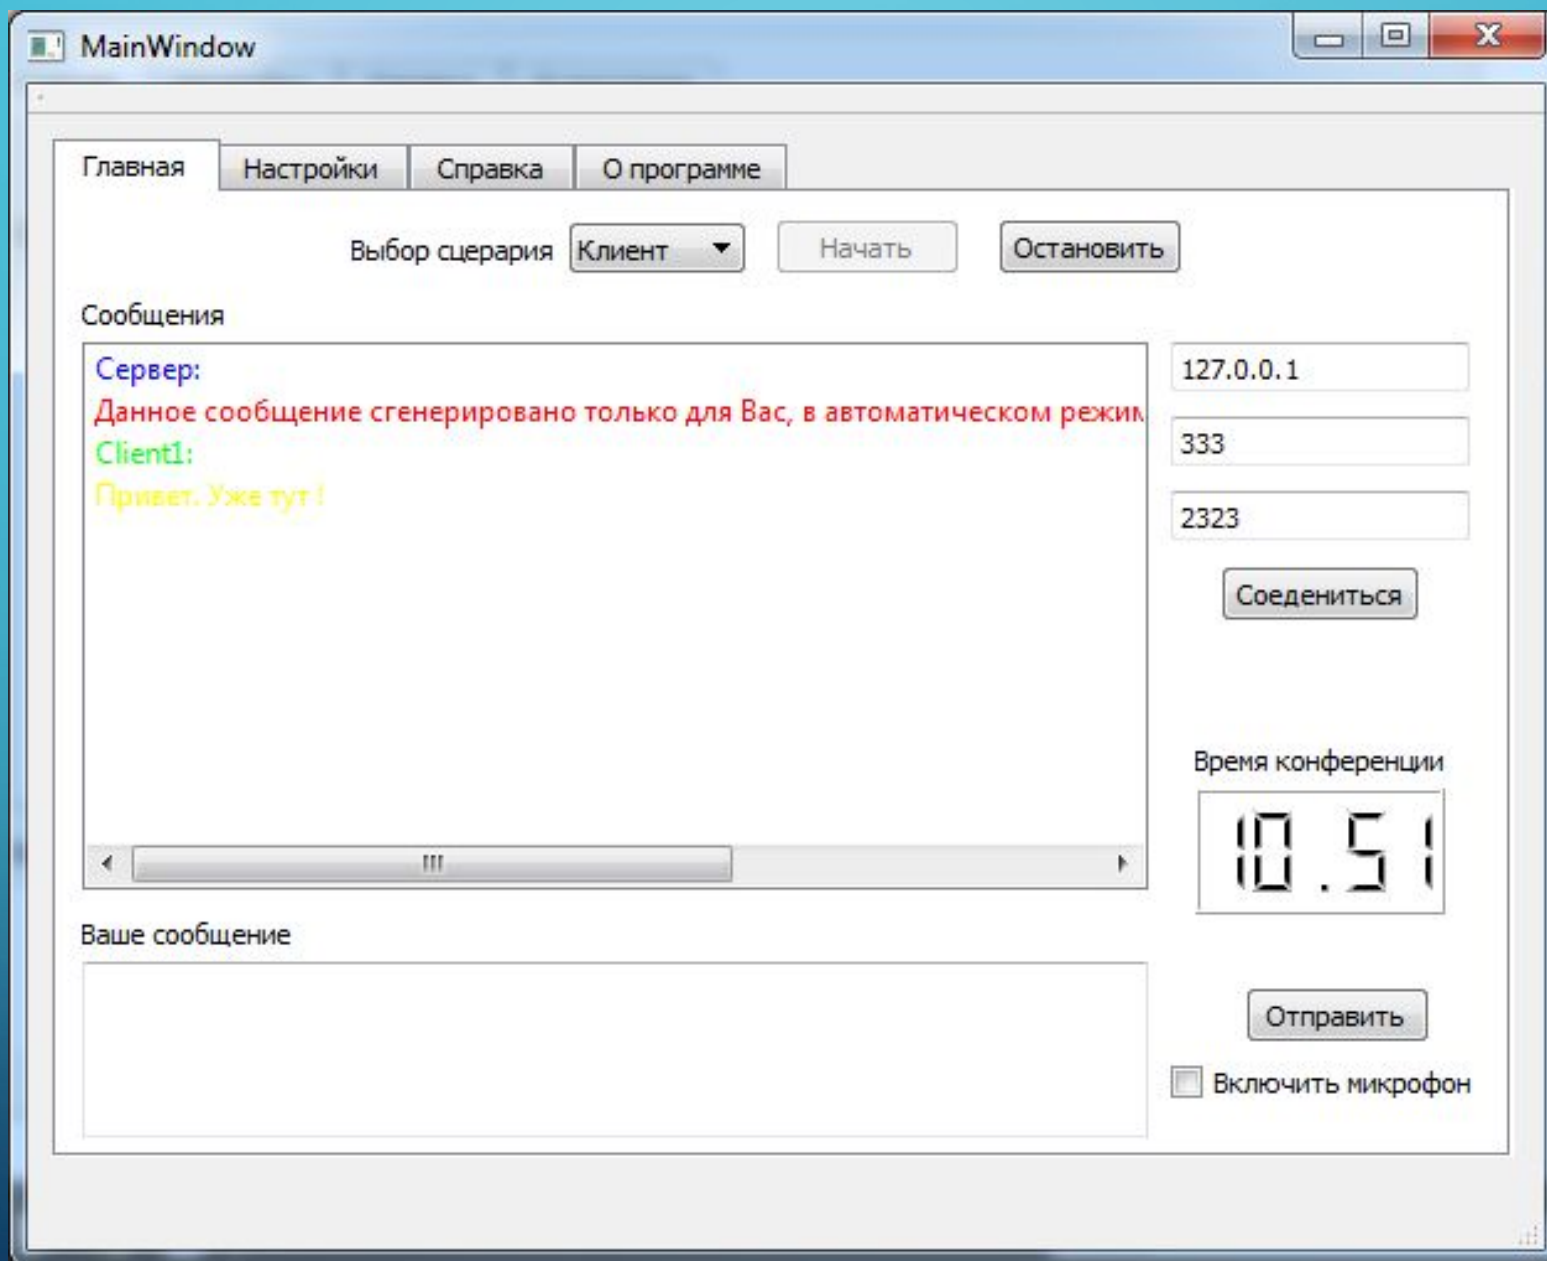 MainWindow
Главная Настройки Справка О программе
Выбор сцерария Клиент Начать Остановить
Сообщения
Сервер:
Данное сообщение сгенерировано только для Вас, в автоматическом режим
Client1:
Привет. Уже тут !
127.0.0.1
333
2323
Соедениться
Время конференции
10.51
Ваше сообщение
Отправить
Включить микрофон